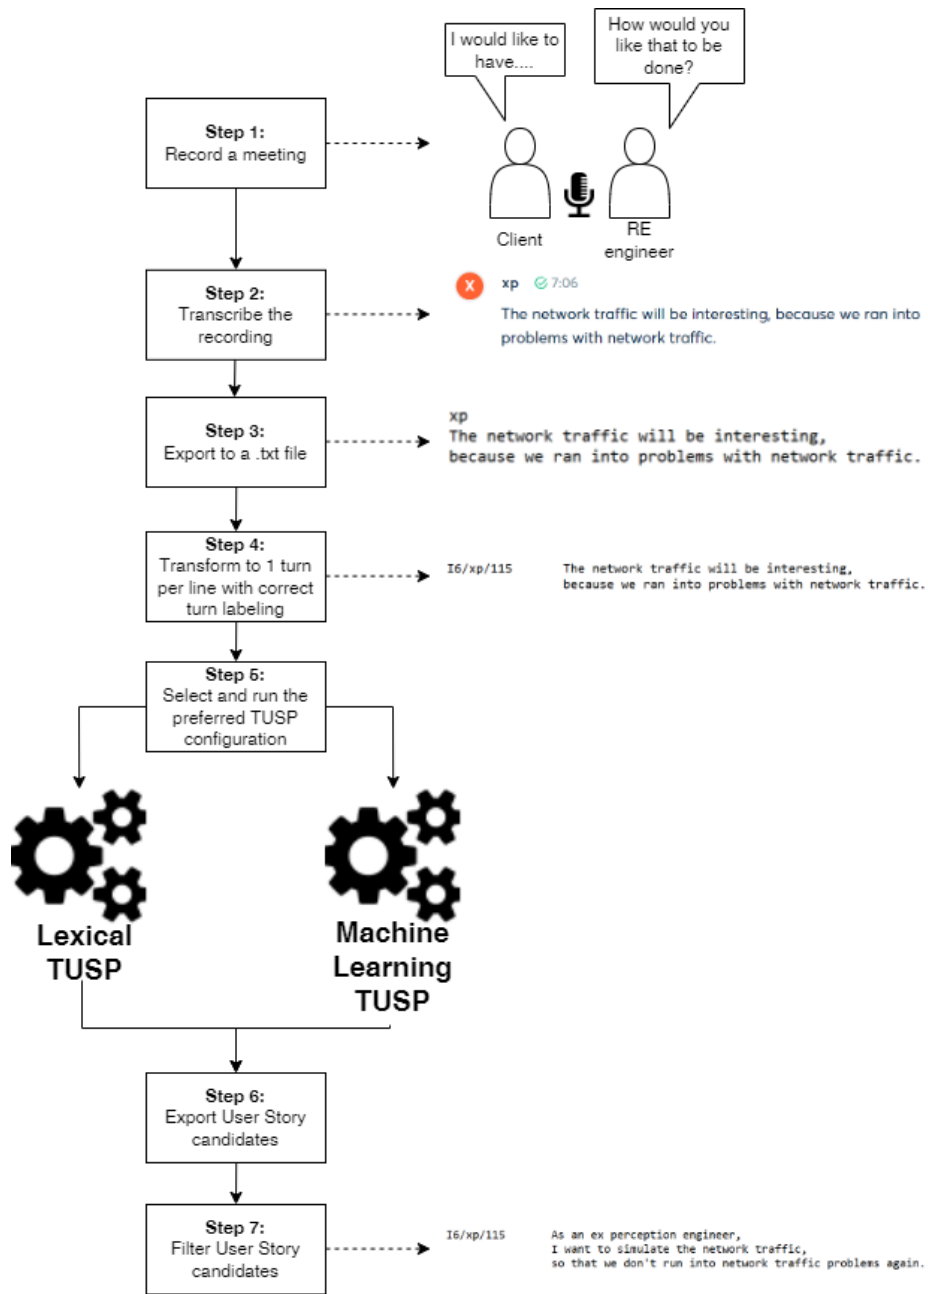 I would like to
have....
How would you
like that to be
done?
Step 1:
Record a meeting
Client
RE
engineer
Step 2:
Transcribe the
recording
X
xp
7:06
The network traffic will be interesting, because we ran into
problems with network traffic.
Step 3:
Export to a .txt file
xp
The network traffic will be interesting,
because we ran into problems with network traffic.
Step 4:
Transform to 1 turn
per line with correct
turn labeling
I6/xp/115
The network traffic will be interesting,
because we ran into problems with network traffic.
Step 5:
Select and run the
preferred TUSP
configuration
Lexical
TUSP
Machine
Learning
TUSP
Step 6:
Export User Story
candidates
Step 7:
Filter User Story
candidates
I6/xp/115
As an ex perception engineer,
I want to simulate the network traffic,
so that we don't run into network traffic problems again.